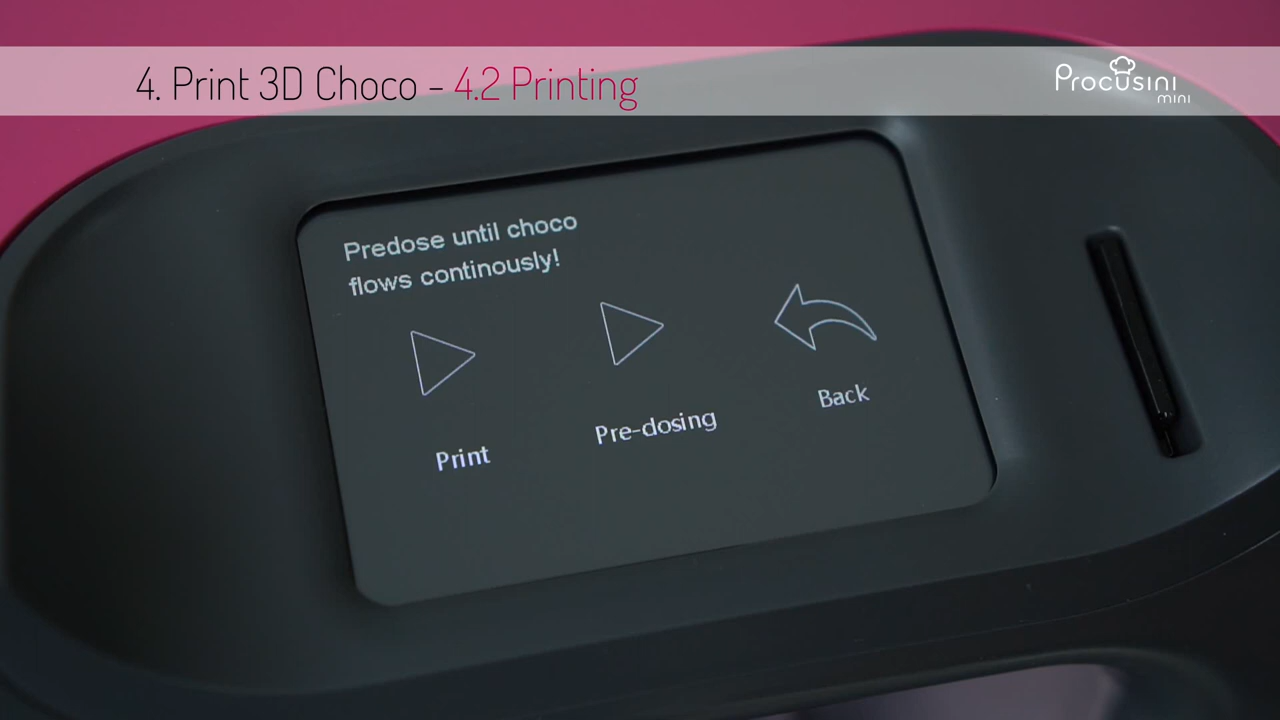 4. Print 3D Choco - 4.2 Printing
Procusini
mini
Predose until choco
flows continously!
Print
Pre-dosing
Back